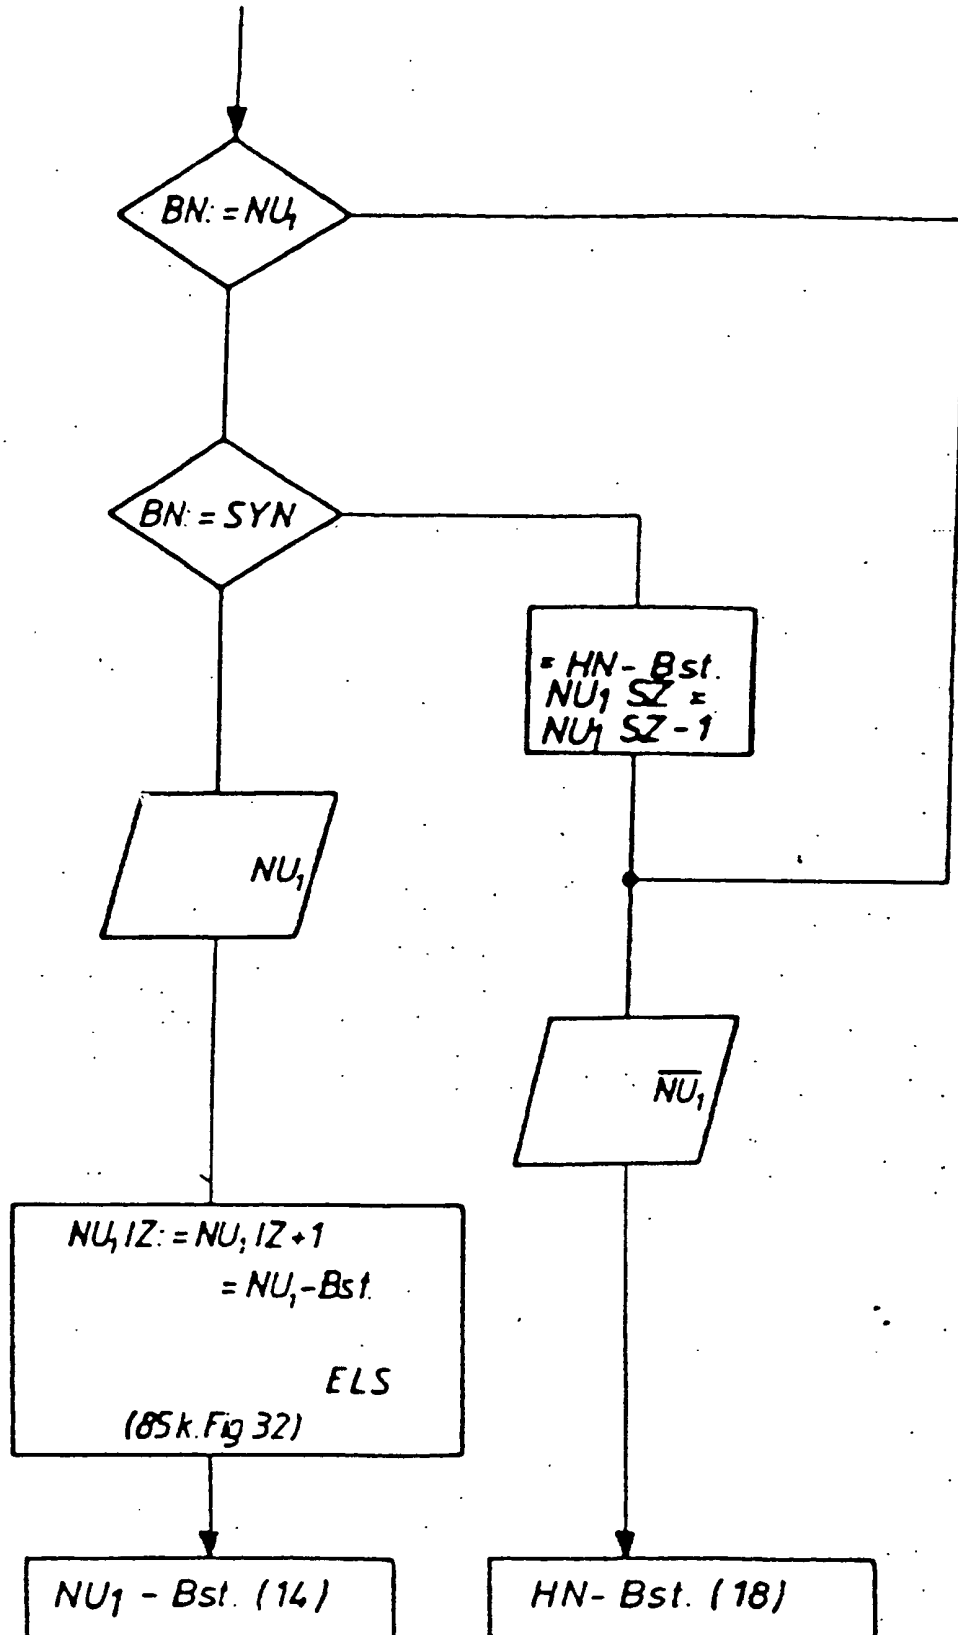 BN: = NU₁
BN: = SYN
= HN- Bst.
NU₁ SZ =
NU₁ SZ - 1
NU₁
N̅U̅₁
NU₁ IZ: = NU₁ IZ + 1
= NU₁ - Bst.
ELS
(85k. Fig 32)
NU₁ - Bst. (14)
HN- Bst. (18)